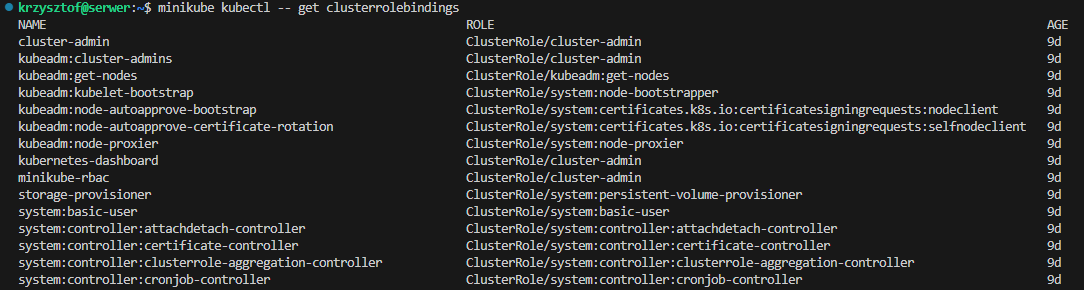 krzysztof@serwer:~$ minikube kubectl -- get clusterrolebindings
NAME ROLE AGE
cluster-admin ClusterRole/cluster-admin 9d
kubeadm:cluster-admins ClusterRole/cluster-admin 9d
kubeadm:get-nodes ClusterRole/kubeadm:get-nodes 9d
kubeadm:kubelet-bootstrap ClusterRole/system:node-bootstrapper 9d
kubeadm:node-autoapprove-bootstrap ClusterRole/system:certificates.k8s.io:certificatesigningrequests:nodeclient 9d
kubeadm:node-autoapprove-certificate-rotation ClusterRole/system:certificates.k8s.io:certificatesigningrequests:selfnodeclient 9d
kubeadm:node-proxier ClusterRole/system:node-proxier 9d
kubernetes-dashboard ClusterRole/cluster-admin 9d
minikube-rbac ClusterRole/cluster-admin 9d
storage-provisioner ClusterRole/system:persistent-volume-provisioner 9d
system:basic-user ClusterRole/system:basic-user 9d
system:controller:attachdetach-controller ClusterRole/system:controller:attachdetach-controller 9d
system:controller:certificate-controller ClusterRole/system:controller:certificate-controller 9d
system:controller:clusterrole-aggregation-controller ClusterRole/system:controller:clusterrole-aggregation-controller 9d
system:controller:cronjob-controller ClusterRole/system:controller:cronjob-controller 9d